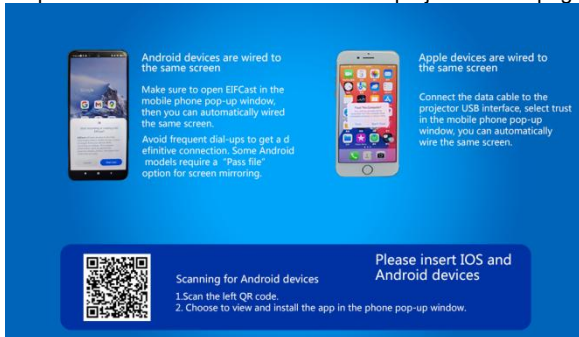 Android devices are wired to
the same screen
Make sure to open EIFCast in the
mobile phone pop-up window,
then you can automatically wired
the same screen.
Avoid frequent dial-ups to get a d
efinitive connection. Some Android
models require a "Pass file"
option for screen mirroring.
Apple devices are wired to
the same screen
Connect the data cable to the
projector USB interface, select trust
in the mobile phone pop-up
window, you can automatically
wire the same screen.
Please insert IOS and
Android devices
Scanning for Android devices
1.Scan the left QR code.
2. Choose to view and install the app in the phone pop-up window.